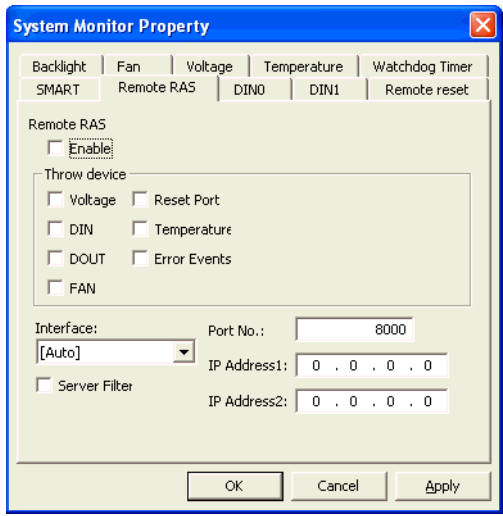 System Monitor Property
Backlight Fan Voltage Temperature Watchdog Timer
SMART Remote RAS DIN0 DIN1 Remote reset
Remote RAS
Enable
Throw device
Voltage Reset Port
DIN Temperature
DOUT Error Events
FAN
Interface: Port No.: 8000
[Auto]
IP Address1: 0 . 0 . 0 . 0
Server Filter
IP Address2: 0 . 0 . 0 . 0
OK Cancel Apply